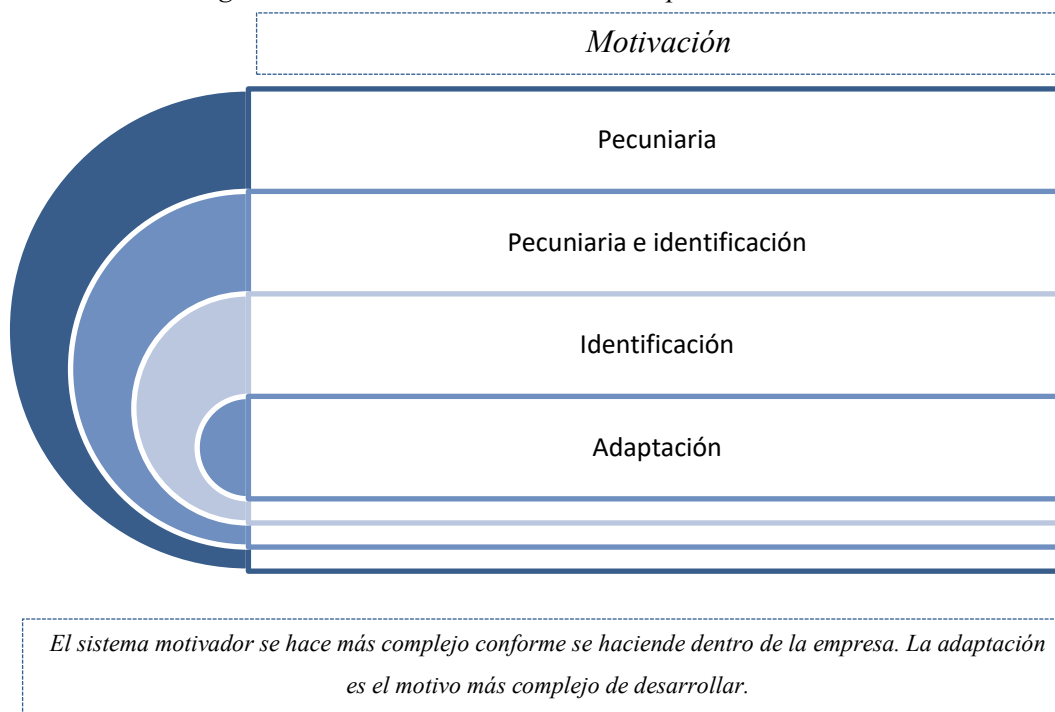 Motivación
Pecuniaria
Pecuniaria e identificación
Identificación
Adaptación
El sistema motivador se hace más complejo conforme se haciende dentro de la empresa. La adaptación
es el motivo más complejo de desarrollar.